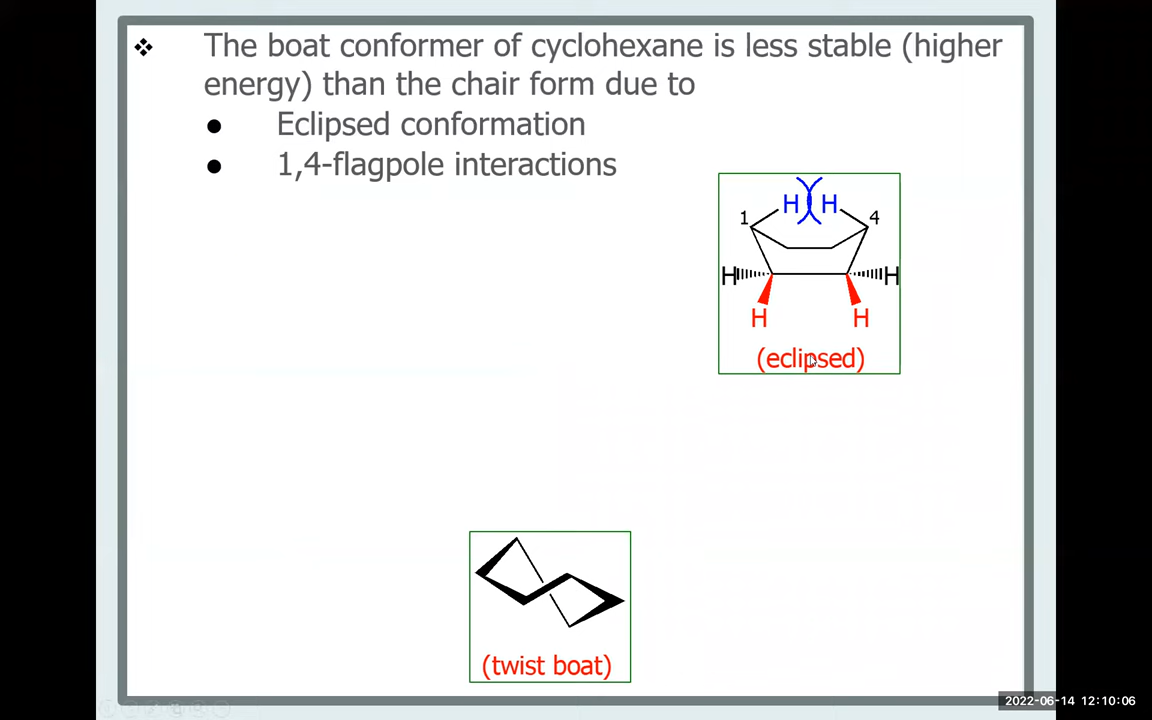 ❖ The boat conformer of cyclohexane is less stable (higher
energy) than the chair form due to
● Eclipsed conformation
● 1,4-flagpole interactions
H H
1 4
H H
H H
(eclipsed)
(twist boat)
2022-06-14 12:10:06